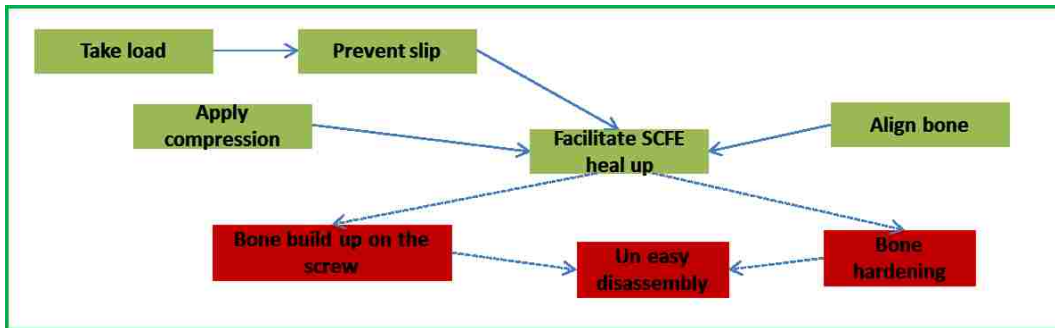 Take load
Prevent slip
Apply
compression
Facilitate SCFE
heal up
Align bone
Bone build up on the
screw
Un easy
disassembly
Bone
hardening